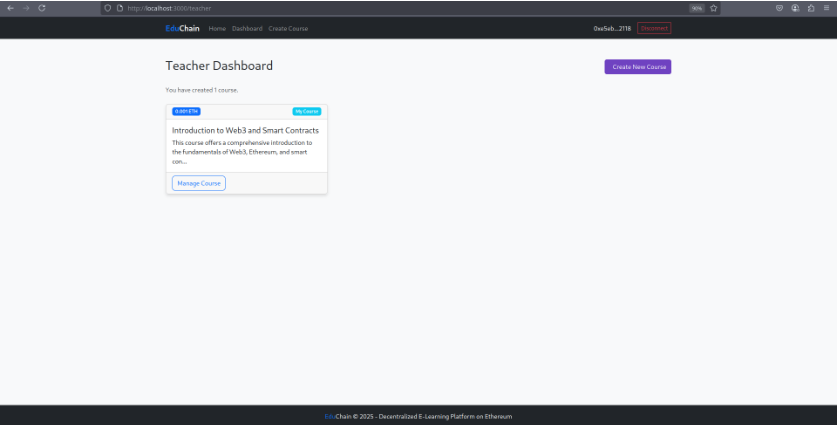 http://localhost:3000/teacher
90%
EduChain Home Dashboard Create Course
0xe5eb...2118 Disconnect
Teacher Dashboard
Create New Course
You have created 1 course.
0.001 ETH
My Course
Introduction to Web3 and Smart Contracts
This course offers a comprehensive introduction to
the fundamentals of Web3, Ethereum, and smart
con...
Manage Course
EduChain © 2025 - Decentralized E-Learning Platform on Ethereum